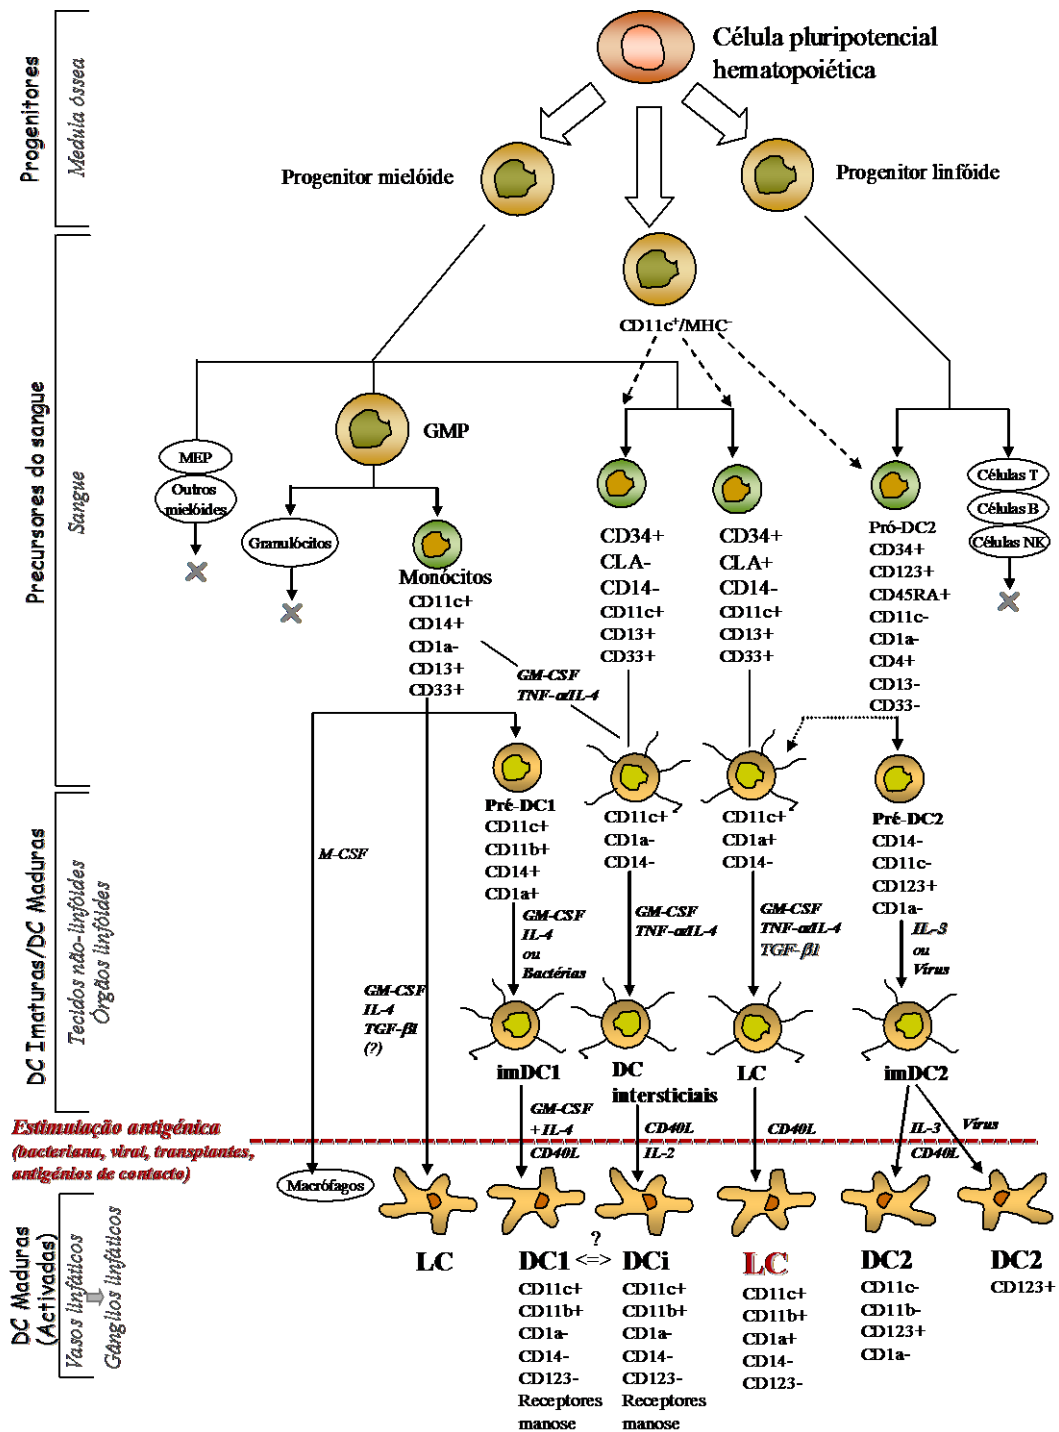 Célula pluripotencial
hematopoiética
Progenitores
Medula óssea
Progenitor mielóide
Progenitor linfóide
CD11c⁺/MHC⁻
Precursores do sangue
Sangue
GMP
MEP
Outros
mielóides
Granulócitos
Monócitos
CD11c+
CD14+
CD1a-
CD13+
CD33+
CD34+
CLA-
CD14-
CD11c+
CD13+
CD33+
CD34+
CLA+
CD14-
CD11c+
CD13+
CD33+
Pró-DC2
CD34+
CD123+
CD45RA+
CD11c-
CD1a-
CD4+
CD13-
CD33-
Células T
Células B
Células NK
GM-CSF
TNF-α/IL-4
DC Imaturas/DC Maduras
Tecidos não-linfóides
Órgãos linfóides
M-CSF
GM-CSF
IL-4
TGF-β1
(?)
Pré-DC1
CD11c+
CD11b+
CD14+
CD1a+
GM-CSF
IL-4
ou
Bactérias
imDC1
CD11c+
CD1a-
CD14-
GM-CSF
TNF-α/IL-4
DC
intersticiais
CD11c+
CD1a+
CD14-
GM-CSF
TNF-α/IL-4
TGF-β1
LC
Pré-DC2
CD14-
CD11c-
CD123+
CD1a-
IL-3
ou
Vírus
imDC2
Estimulação antigénica
(bacteriana, viral, transplantes,
antigénios de contacto)
GM-CSF
+IL-4
CD40L
CD40L
IL-2
CD40L
IL-3
CD40L
Vírus
DC Maduras
(Activadas)
Vasos linfáticos
Gânglios linfáticos
Macrófagos
LC
DC1
?
<=>
DCi
LC
DC2
DC2
CD11c+
CD11b+
CD1a-
CD14-
CD123-
Receptores
manose
CD11c+
CD11b+
CD1a-
CD14-
CD123-
Receptores
manose
CD11c+
CD11b+
CD1a+
CD14-
CD123-
CD11c-
CD11b-
CD123+
CD1a-
CD123+